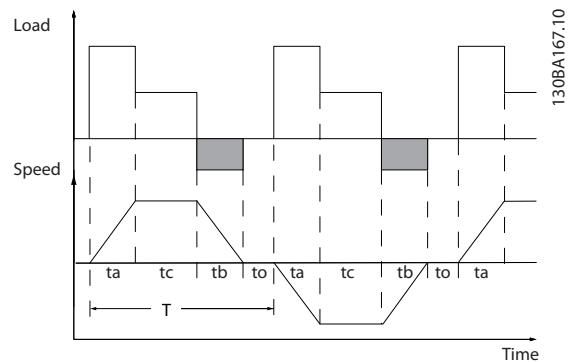 Load
130BA167.10
Speed
ta tc tb to ta tc tb to ta
T
Time